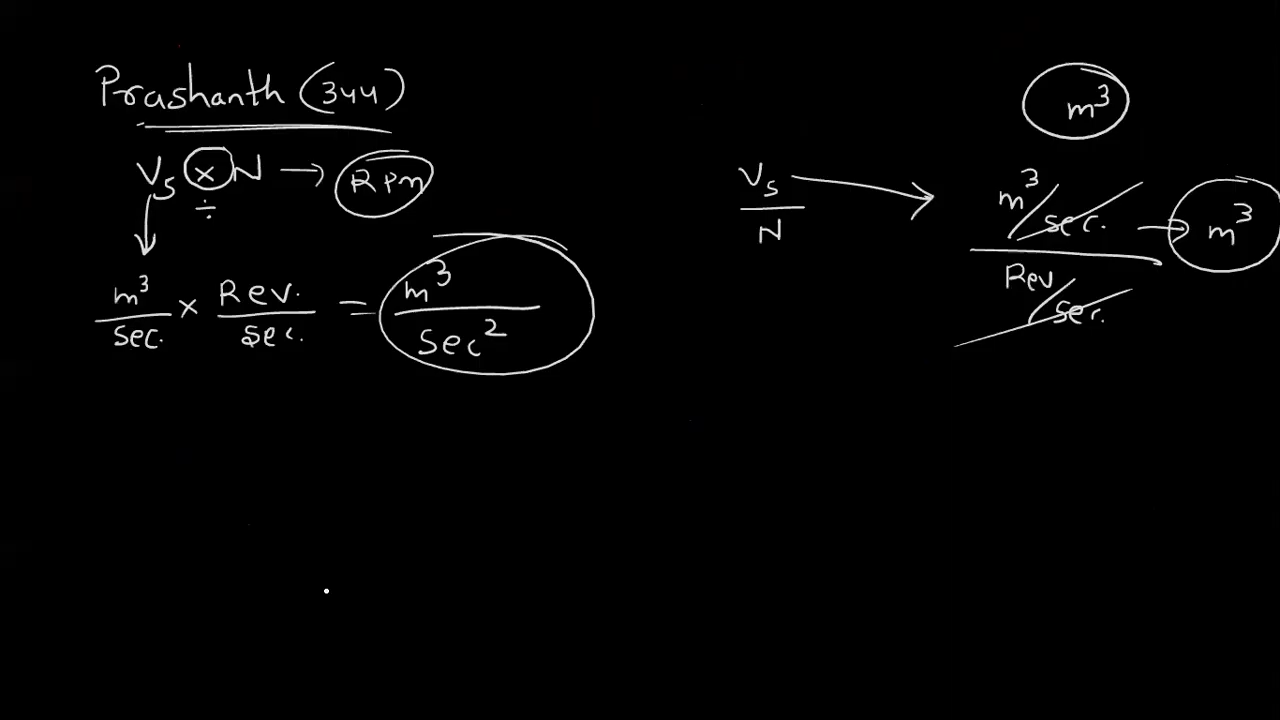 Prashanth (344)
Vs × N → RPM
÷
m³/sec. × Rev./sec. = m³/sec²
m³
Vs/N → m³/sec. / Rev/sec. → m³